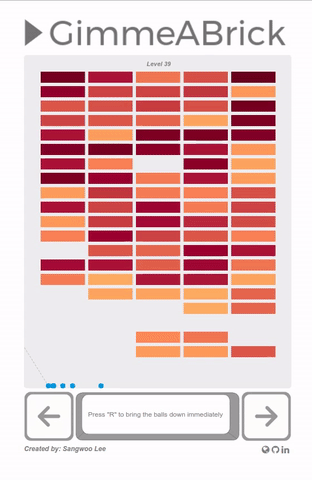 GimmeABrick
Level 39
Press "R" to bring the balls down immediately
Created by: Sangwoo Lee